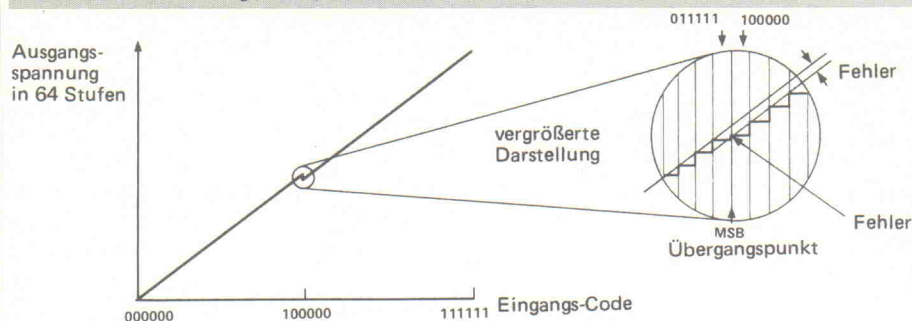 011111 100000
Ausgangs-
spannung
in 64 Stufen
Fehler
vergrößerte
Darstellung
Fehler
MSB
Übergangspunkt
000000 100000 111111 Eingangs-Code